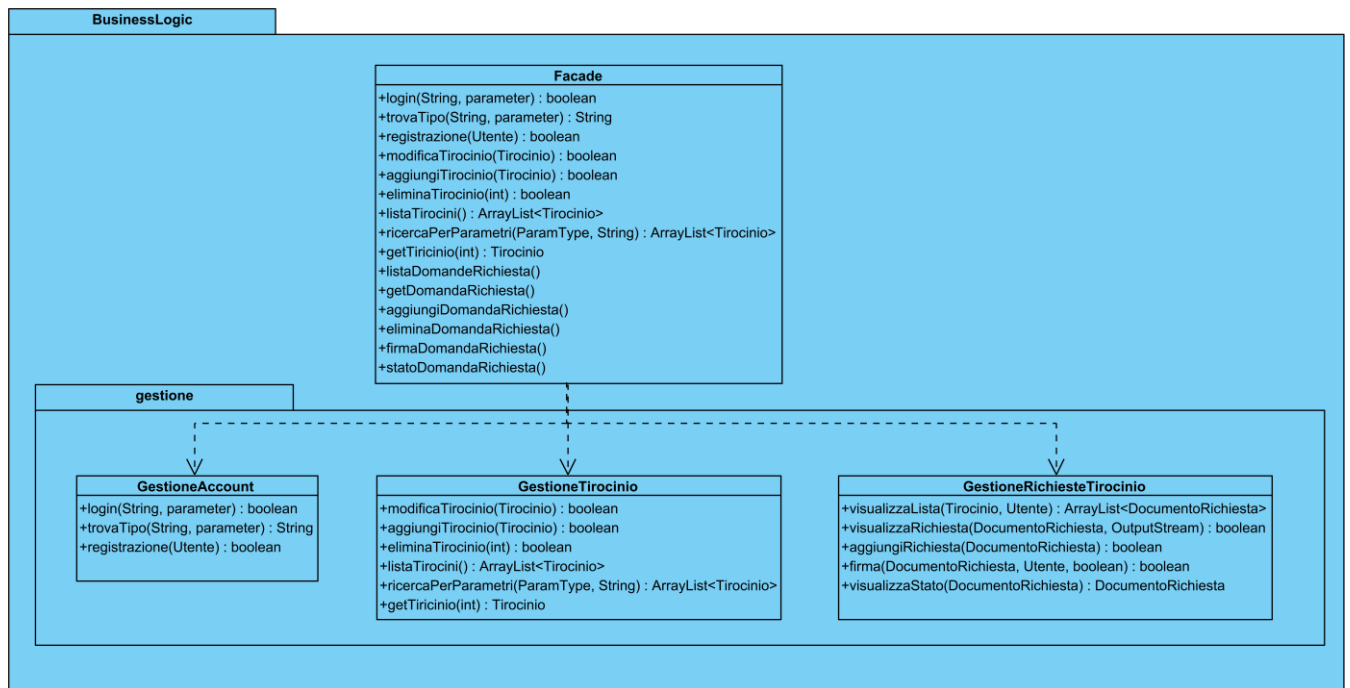 BusinessLogic
Facade
+login(String, parameter) : boolean
+trovaTipo(String, parameter) : String
+registrazione(Utente) : boolean
+modificaTirocinio(Tirocinio) : boolean
+aggiungiTirocinio(Tirocinio) : boolean
+eliminaTirocinio(int) : boolean
+listaTirocini() : ArrayList<Tirocinio>
+ricercaPerParametri(ParamType, String) : ArrayList<Tirocinio>
+getTiricinio(int) : Tirocinio
+listaDomandeRichiesta()
+getDomandaRichiesta()
+aggiungiDomandaRichiesta()
+eliminaDomandaRichiesta()
+firmaDomandaRichiesta()
+statoDomandaRichiesta()
gestione
GestioneAccount
+login(String, parameter) : boolean
+trovaTipo(String, parameter) : String
+registrazione(Utente) : boolean
GestioneTirocinio
+modificaTirocinio(Tirocinio) : boolean
+aggiungiTirocinio(Tirocinio) : boolean
+eliminaTirocinio(int) : boolean
+listaTirocini() : ArrayList<Tirocinio>
+ricercaPerParametri(ParamType, String) : ArrayList<Tirocinio>
+getTiricinio(int) : Tirocinio
GestioneRichiesteTirocinio
+visualizzaLista(Tirocinio, Utente) : ArrayList<DocumentoRichiesta>
+visualizzaRichiesta(DocumentoRichiesta, OutputStream) : boolean
+aggiungiRichiesta(DocumentoRichiesta) : boolean
+firma(DocumentoRichiesta, Utente, boolean) : boolean
+visualizzaStato(DocumentoRichiesta) : DocumentoRichiesta